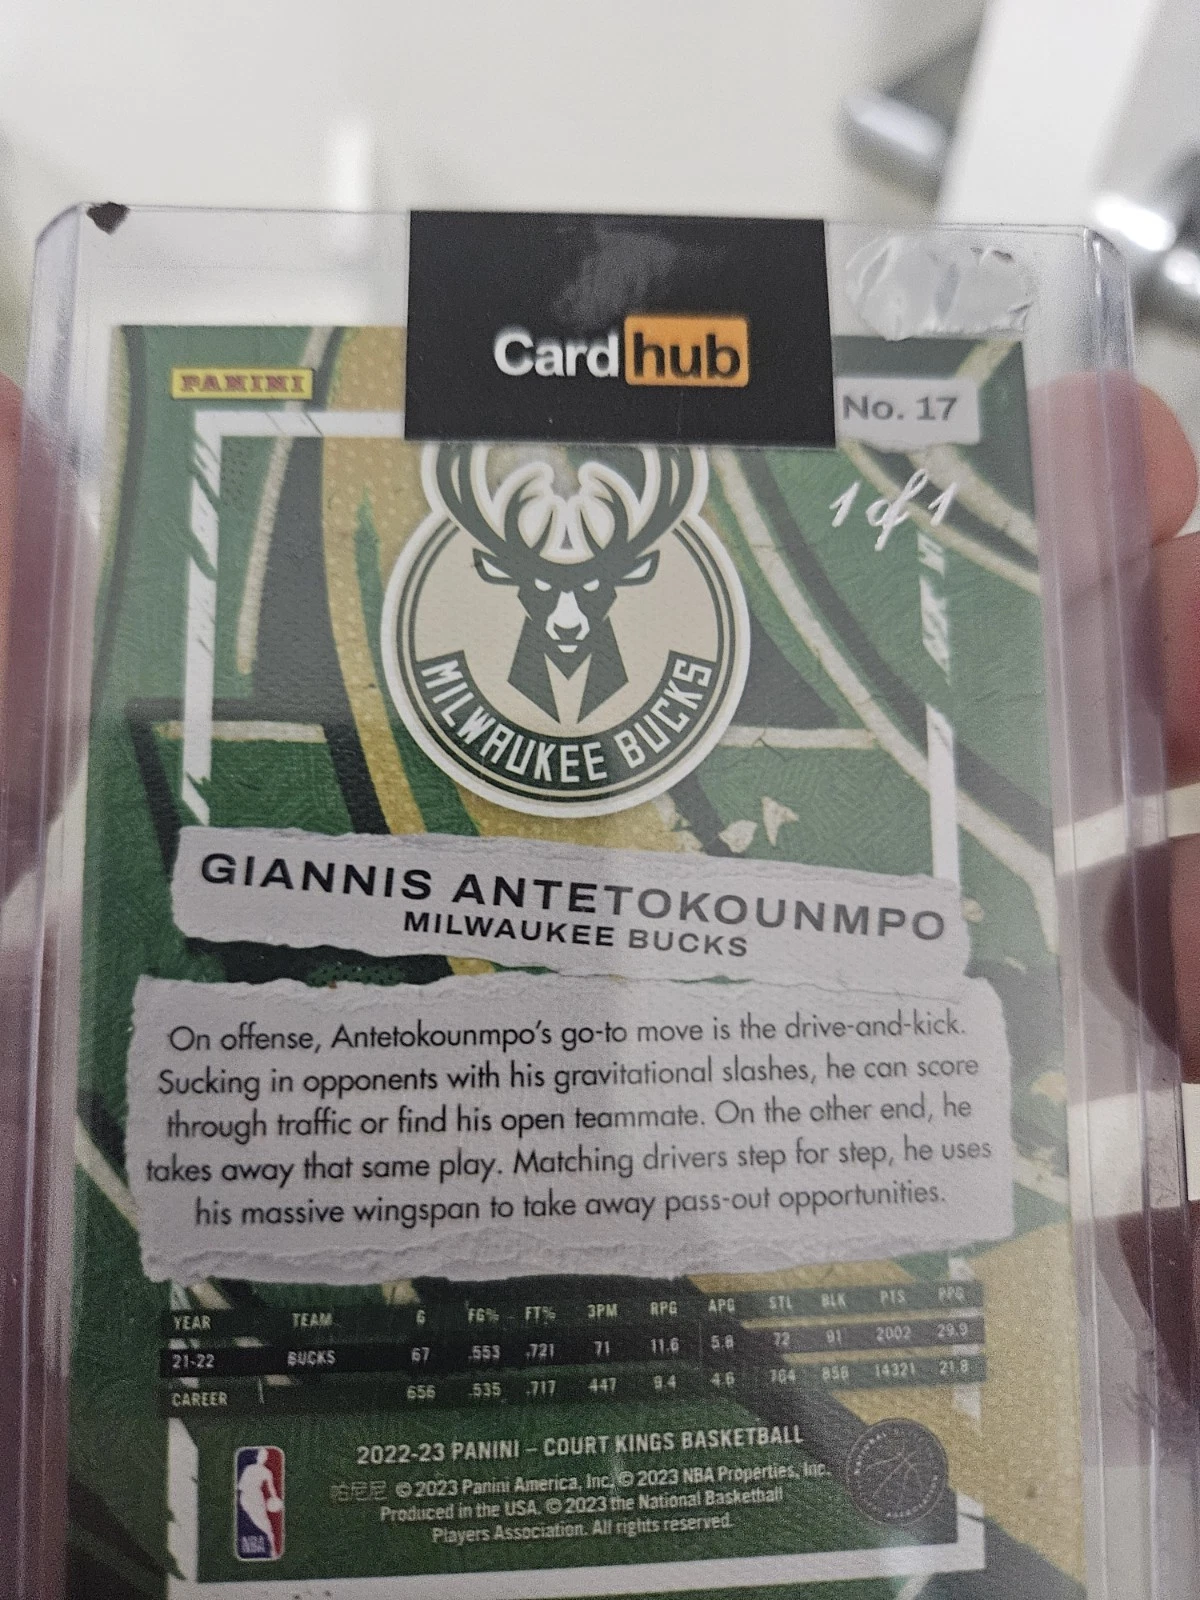 Cardhub
PANINI
No. 17
1 of 1
MILWAUKEE BUCKS
GIANNIS ANTETOKOUNMPO
MILWAUKEE BUCKS
On offense, Antetokounmpo's go-to move is the drive-and-kick.
Sucking in opponents with his gravitational slashes, he can score
through traffic or find his open teammate. On the other end, he
takes away that same play. Matching drivers step for step, he uses
his massive wingspan to take away pass-out opportunities.
YEAR TEAM G FG% FT% 3PM RPG APG STL BLK PTS PPG
21-22 BUCKS 67 .553 .721 71 11.6 5.8 72 91 2002 29.9
CAREER 656 .535 .717 447 9.4 4.6 764 856 14321 21.8
2022-23 PANINI – COURT KINGS BASKETBALL
帕尼尼 © 2023 Panini America, Inc. © 2023 NBA Properties, Inc.
Produced in the USA. © 2023 the National Basketball
Players Association. All rights reserved.
NBA